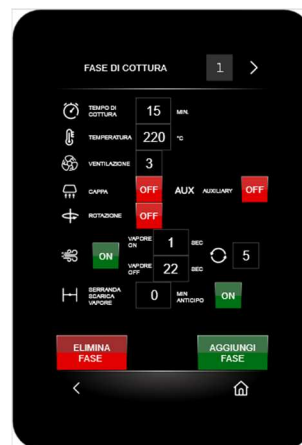 FASE DI COTTURA 1
TEMPO DI COTTURA 15 MIN.
TEMPERATURA 220 °C
VENTILAZIONE 3
CAPPA OFF AUX AUXILIARY OFF
ROTAZIONE OFF
ON VAPORE ON 1 SEC 5
VAPORE OFF 22 SEC
SERRANDA SCARICA VAPORE 0 MIN ANTICIPO ON
ELIMINA FASE AGGIUNGI FASE